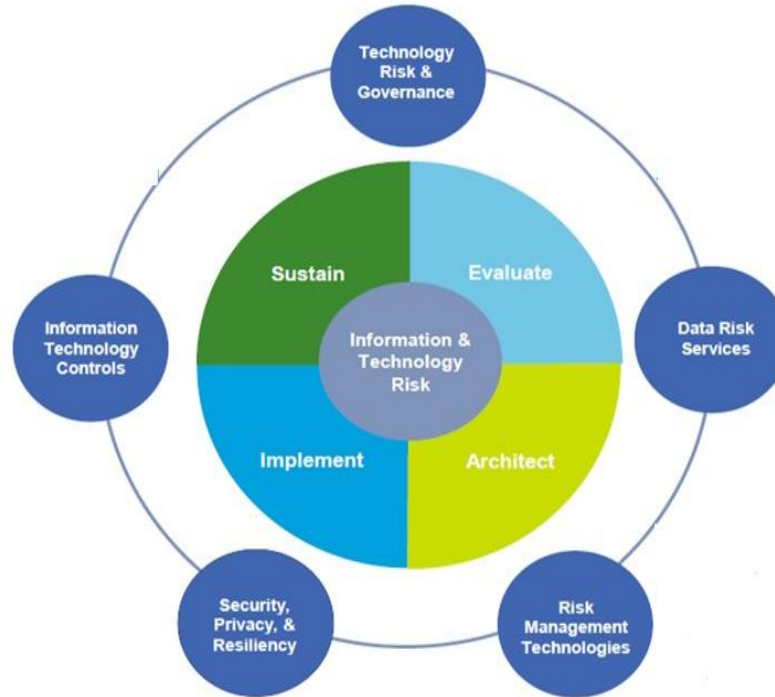 Technology
Risk &
Governance
Sustain
Evaluate
Information
Technology
Controls
Information &
Technology
Risk
Data Risk
Services
Implement
Architect
Security,
Privacy, &
Resiliency
Risk
Management
Technologies